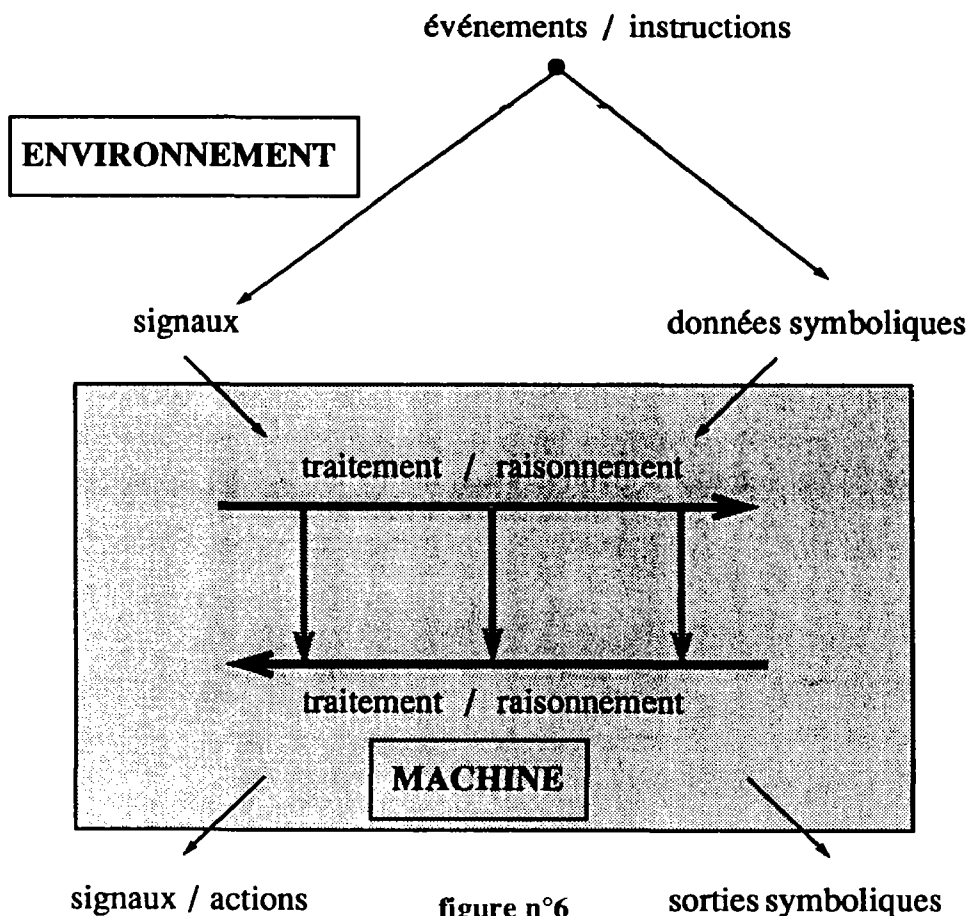 événements / instructions
ENVIRONNEMENT
signaux
données symboliques
traitement / raisonnement
traitement / raisonnement
MACHINE
signaux / actions
figure n°6
sorties symboliques